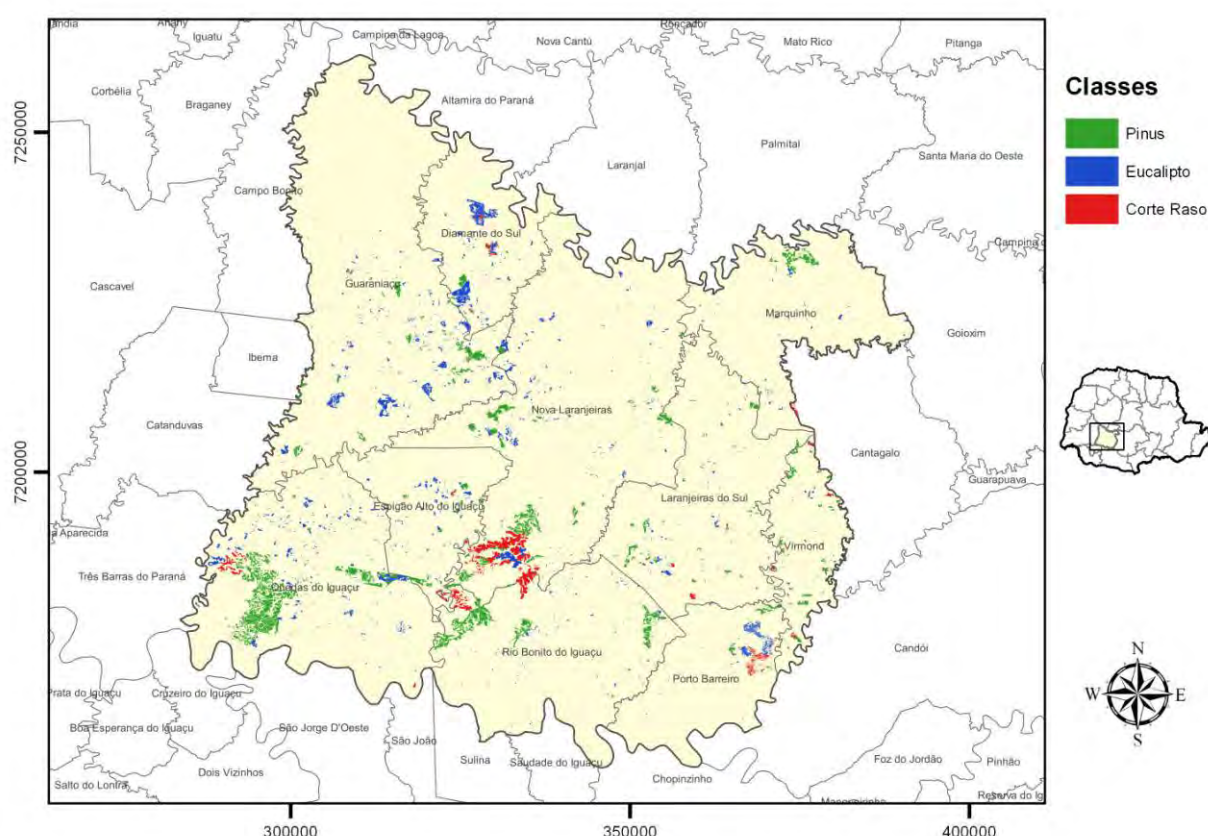 Iguatu
Campina da Lagoa
Nova Cantú
Roncador
Mato Rico
Pitanga
Corbélia
Braganey
Altamira do Paraná
7250000
Laranjal
Palmital
Santa Maria do Oeste
Campo Bonito
Diamante do Sul
Cascavel
Guaraniaçu
Marquinho
Goioxim
Ibema
Catanduvas
Nova Laranjeiras
Cantagalo
7200000
Guarapuava
Laranjeiras do Sul
Espigão Alto do Iguaçu
Aparecida
Virmond
Três Barras do Paraná
Quedas do Iguaçu
Rio Bonito do Iguaçu
Candói
Porto Barreiro
Prata do Iguaçu
Cruzeiro do Iguaçu
Boa Esperança do Iguaçu
São Jorge D'Oeste
São João
Sulina
Saudade do Iguaçu
Foz do Jordão
Pinhão
Dois Vizinhos
Chopinzinho
Salto do Lontra
Reserva do Ig
300000
350000
400000
Classes
Pinus
Eucalipto
Corte Raso
N
W
E
S